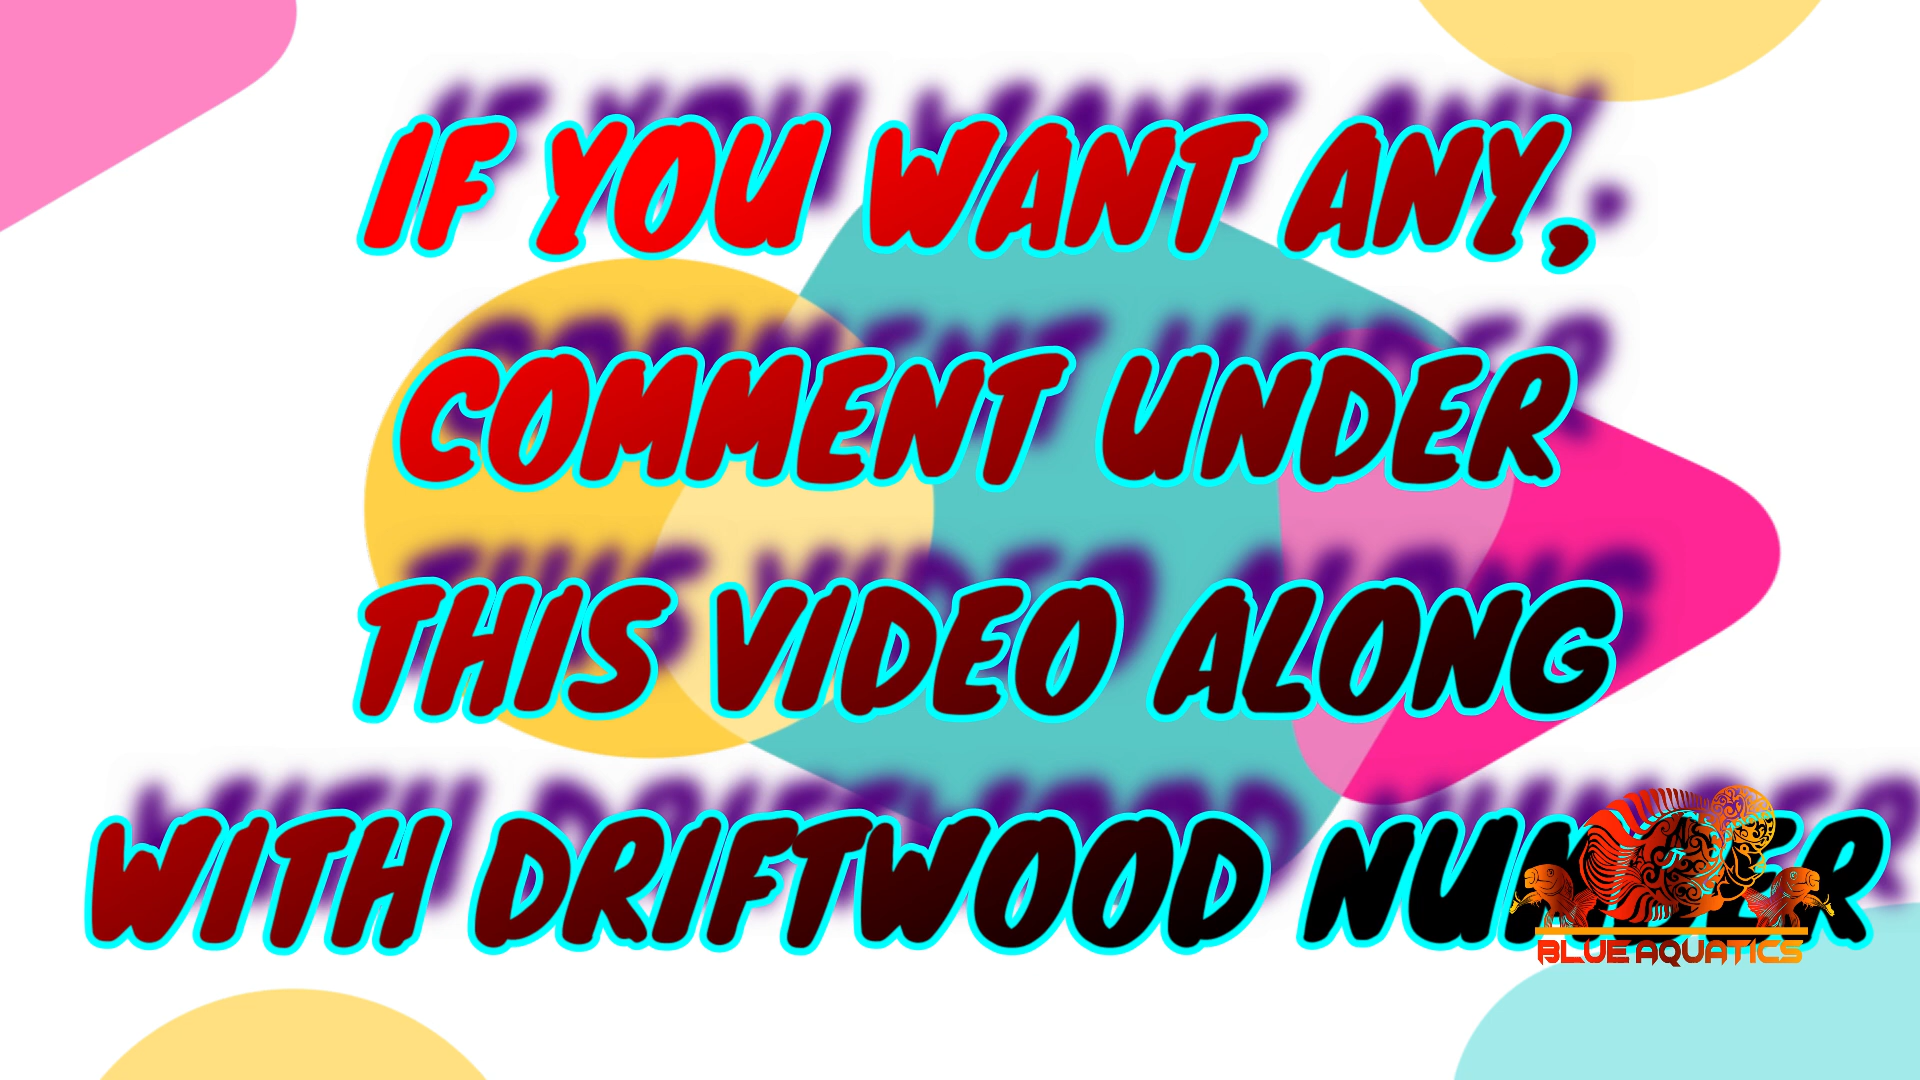 IF YOU WANT ANY,
COMMENT UNDER
THIS VIDEO ALONG
WITH DRIFTWOOD NUMBER
BLUE AQUATICS